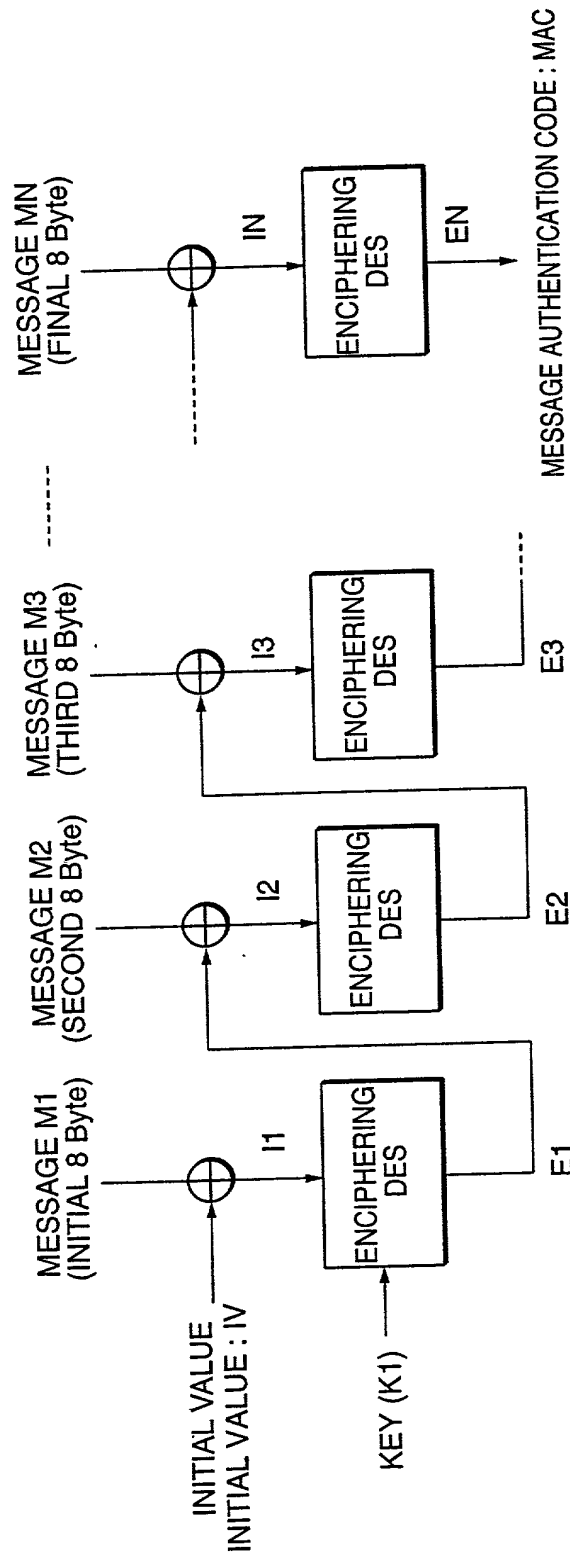 MESSAGE M1
(INITIAL 8 Byte)
MESSAGE M2
(SECOND 8 Byte)
MESSAGE M3
(THIRD 8 Byte)
MESSAGE MN
(FINAL 8 Byte)
INITIAL VALUE
INITIAL VALUE : IV
I1
I2
I3
IN
KEY (K1)
ENCIPHERING
DES
ENCIPHERING
DES
ENCIPHERING
DES
ENCIPHERING
DES
E1
E2
E3
EN
MESSAGE AUTHENTICATION CODE : MAC